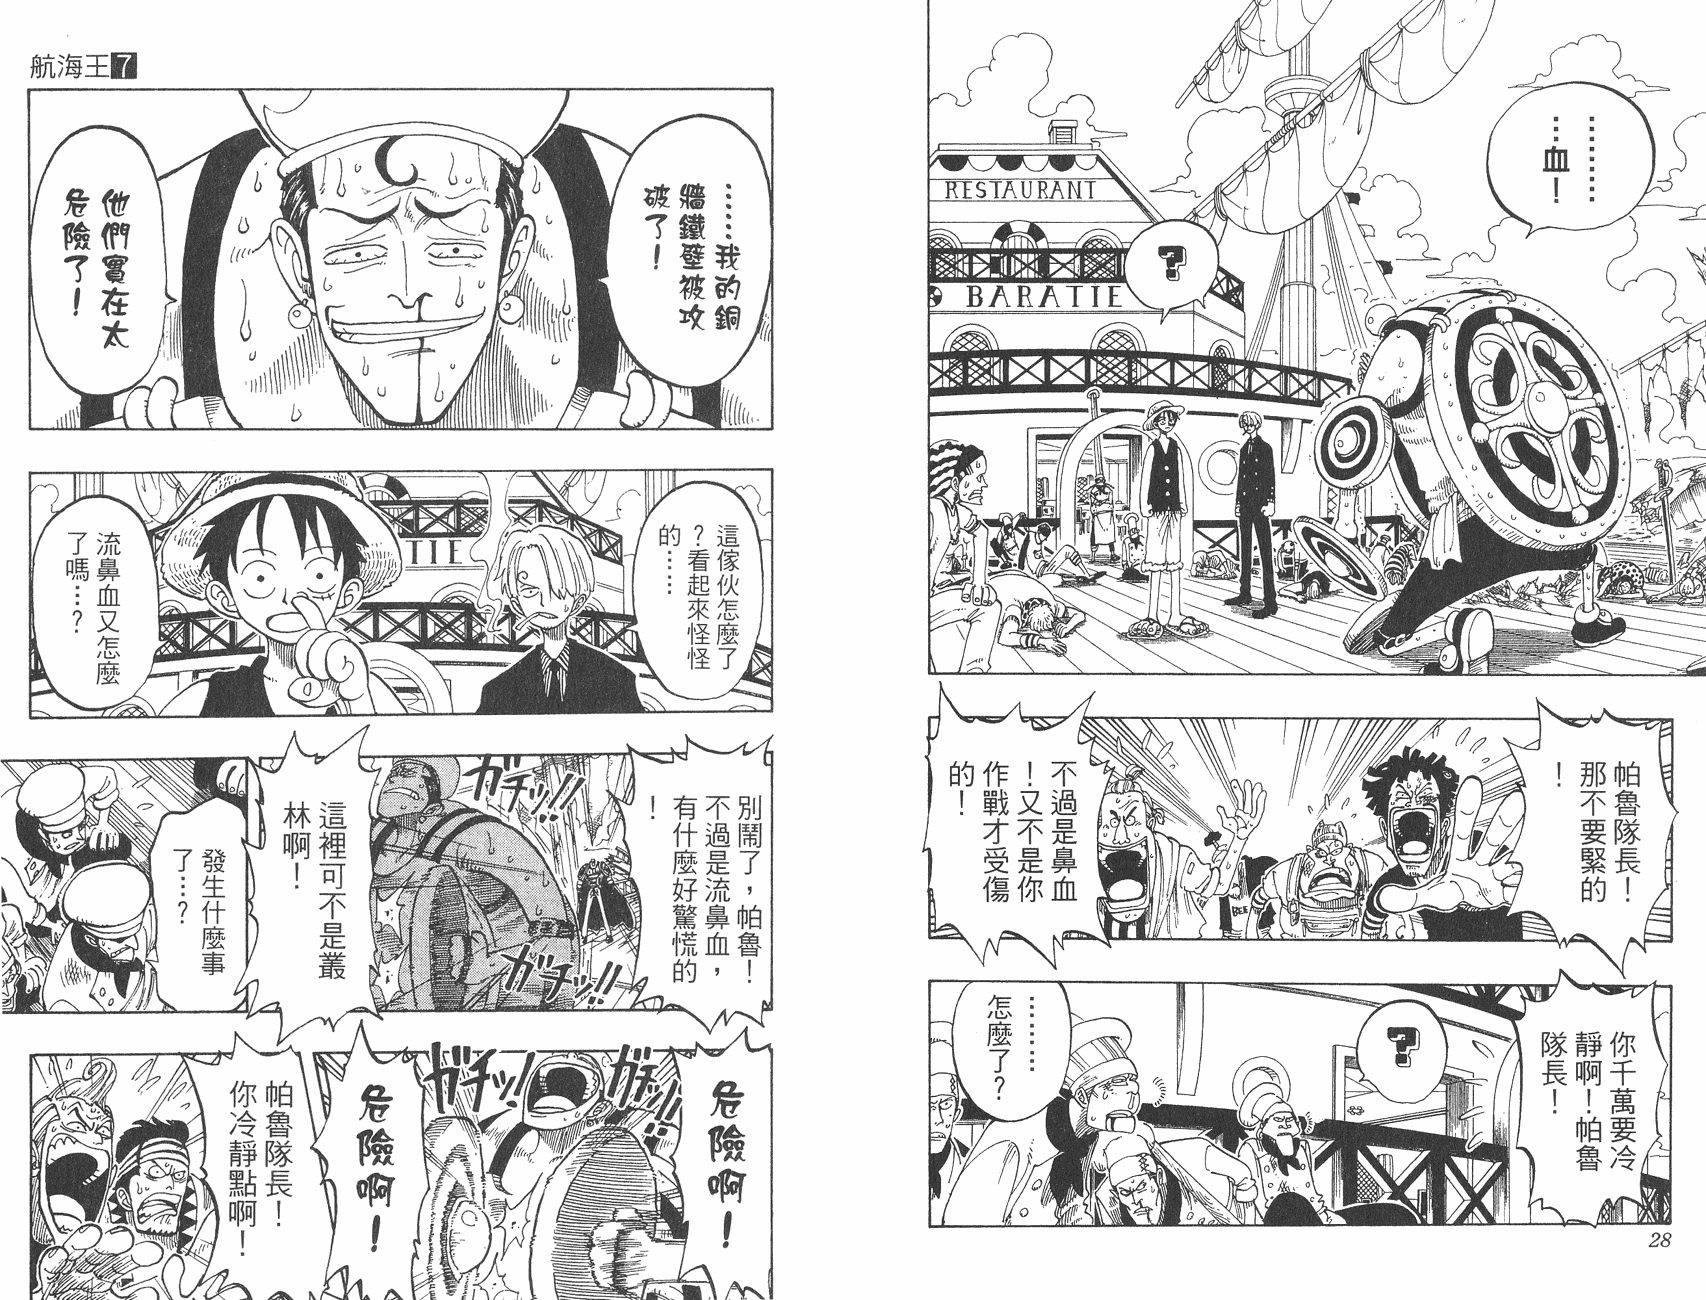 …………
……血！
？
RESTAURANT
BARATIE
帕魯隊長！
那不要緊的
！
不過是鼻血
！又不是你
作戰才受傷
的！
BEE
你千萬要冷
靜啊！帕魯
隊長！
？
………
怎麼了？
28
航海王7
……我的銅
牆鐵壁被攻
破了！
他們實在太
危險了！
這傢伙怎麼了
？看起來怪怪
的……
流鼻血又怎麼
了嗎…？
TIE
別鬧了，帕魯！
不過是流鼻血，
有什麼好驚慌的
！
ガチッ!!
ガチッ!!
這裡可不是叢
林啊！
發生什麼事
了…？
危險啊！
ガチッ!!
ガチッ!
危險啊！
帕魯隊長！
你冷靜點啊！